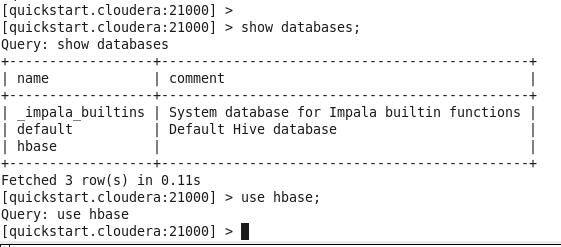 [quickstart.cloudera:21000] >
[quickstart.cloudera:21000] > show databases;
Query: show databases
+------------------+----------------------------------------------+
| name             | comment                                      |
+------------------+----------------------------------------------+
| _impala_builtins | System database for Impala builtin functions |
| default          | Default Hive database                        |
| hbase            |                                              |
+------------------+----------------------------------------------+
Fetched 3 row(s) in 0.11s
[quickstart.cloudera:21000] > use hbase;
Query: use hbase
[quickstart.cloudera:21000] >